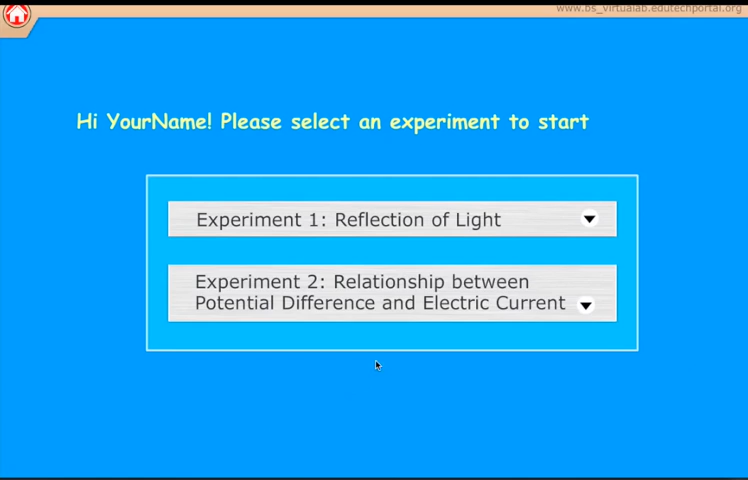 www.bs_virtualab.edutechportal.org
Hi YourName! Please select an experiment to start
Experiment 1: Reflection of Light
Experiment 2: Relationship between
Potential Difference and Electric Current